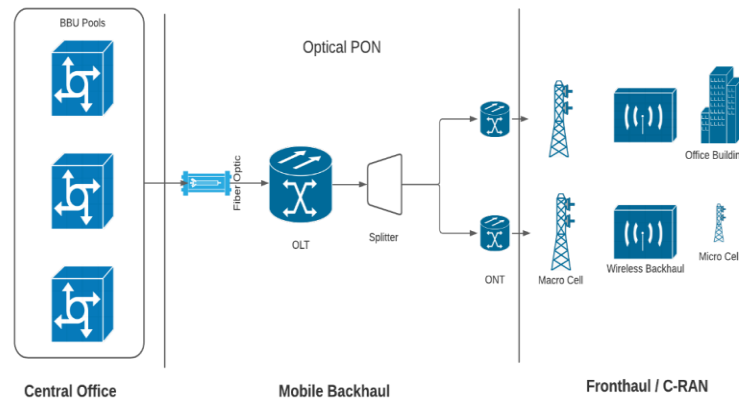 BBU Pools
Optical PON
Fiber Optic
OLT
Splitter
ONT
Macro Cell
Wireless Backhaul
Office Buildin
Micro Cel
Central Office
Mobile Backhaul
Fronthaul / C-RAN